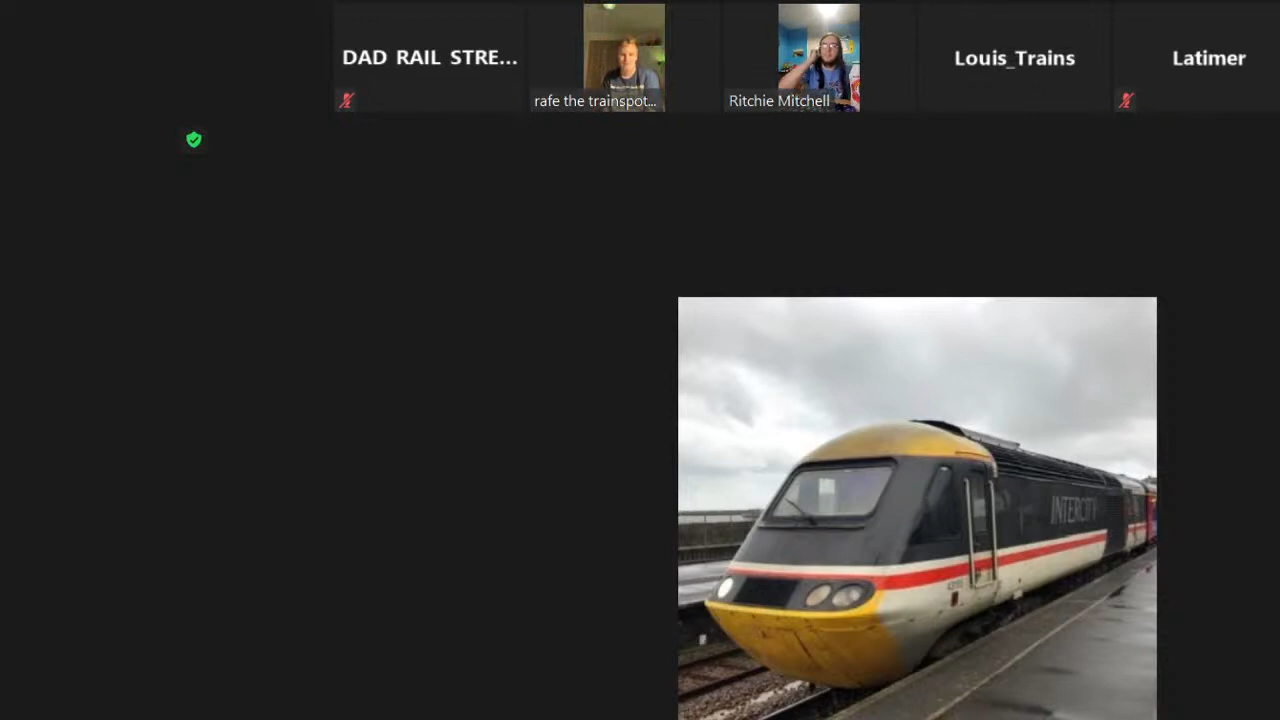 DAD RAIL STRE...
rafe the trainspot...
Ritchie Mitchell
Louis_Trains
Latimer
INTERCITY